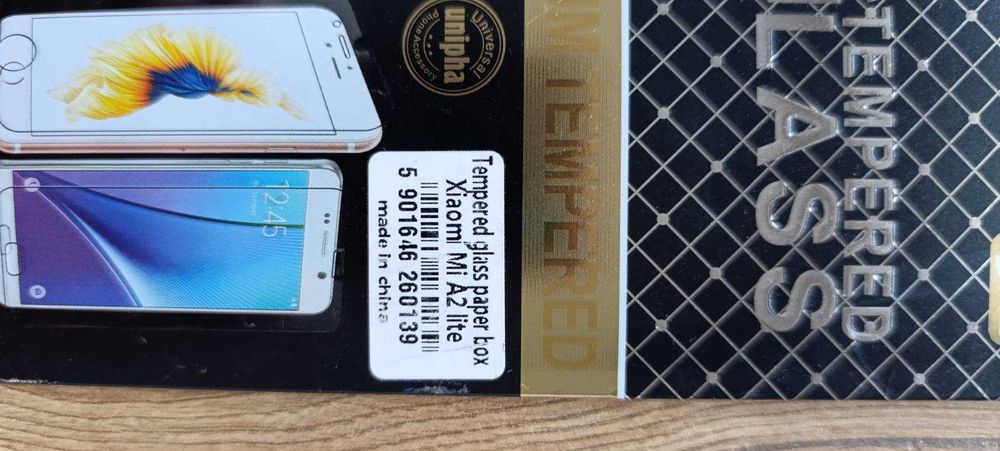 Universal
unipha
Phone Accessory
Tempered glass paper box
Xiaomi Mi A2 lite
5 901646 260139
made in china
12:45
TEMPERED
TEMPERED